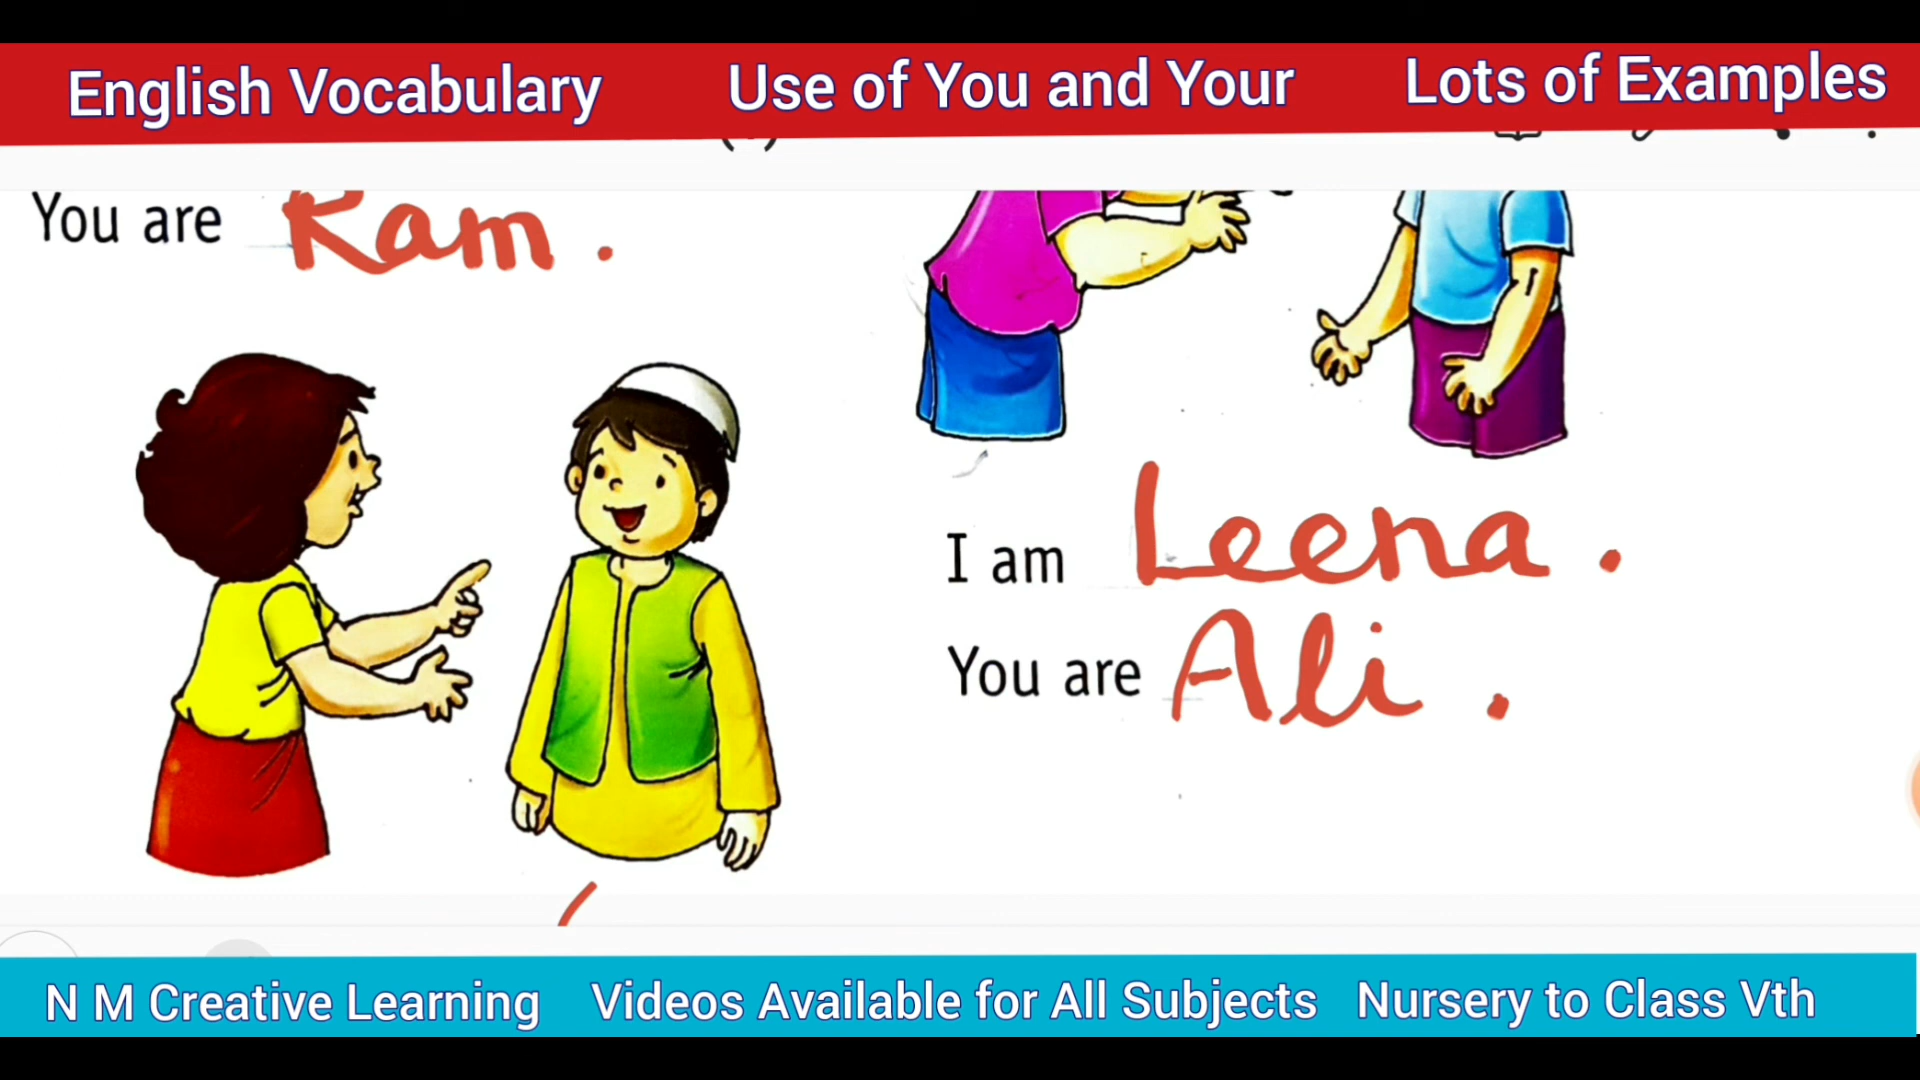 English Vocabulary Use of You and Your Lots of Examples
You are Ram.
I am Leena.
You are Ali.
N M Creative Learning Videos Available for All Subjects Nursery to Class Vth